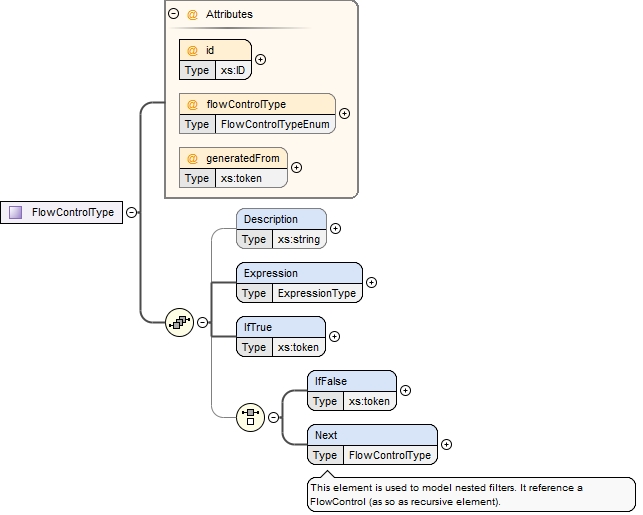 @ Attributes
@ id
Type xs:ID
@ flowControlType
Type FlowControlTypeEnum
@ generatedFrom
Type xs:token
FlowControlType
Description
Type xs:string
Expression
Type ExpressionType
IfTrue
Type xs:token
IfFalse
Type xs:token
Next
Type FlowControlType
This element is used to model nested filters. It reference a
FlowControl (as so as recursive element).